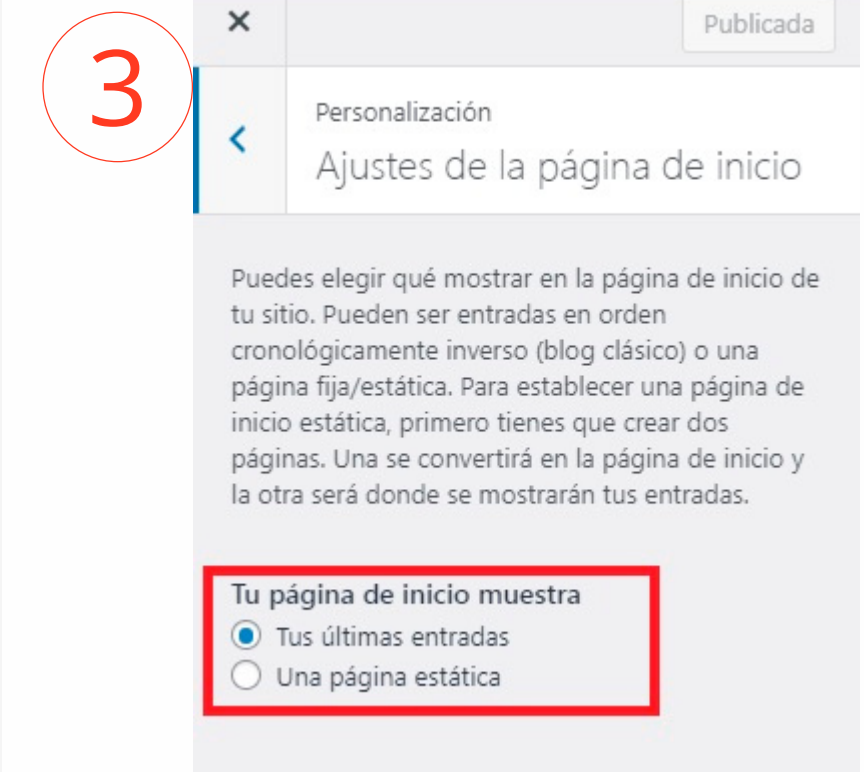 3
Publicada
Personalización
Ajustes de la página de inicio
Puedes elegir qué mostrar en la página de inicio de
tu sitio. Pueden ser entradas en orden
cronológicamente inverso (blog clásico) o una
página fija/estática. Para establecer una página de
inicio estática, primero tienes que crear dos
páginas. Una se convertirá en la página de inicio y
la otra será donde se mostrarán tus entradas.
Tu página de inicio muestra
Tus últimas entradas
Una página estática